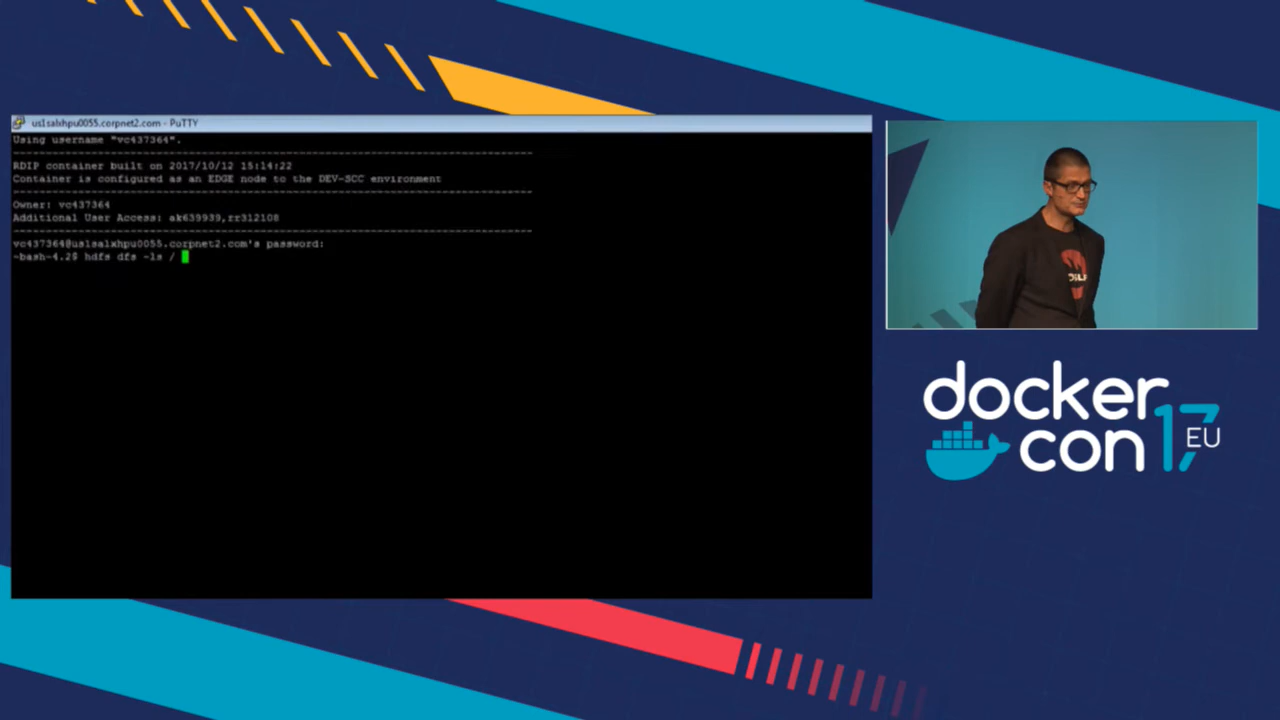 us1salxhpu0055.corpnet2.com - PuTTY
Using username "vc437364".
RDIP container built on 2017/10/12 15:14:22
Container is configured as an EDGE node to the DEV-SCC environment
Owner: vc437364
Additional User Access: ak639939,rr312108
vc437364@us1salxhpu0055.corpnet2.com's password:
-bash-4.2$ hdfs dfs -ls /
docker
con 17 EU